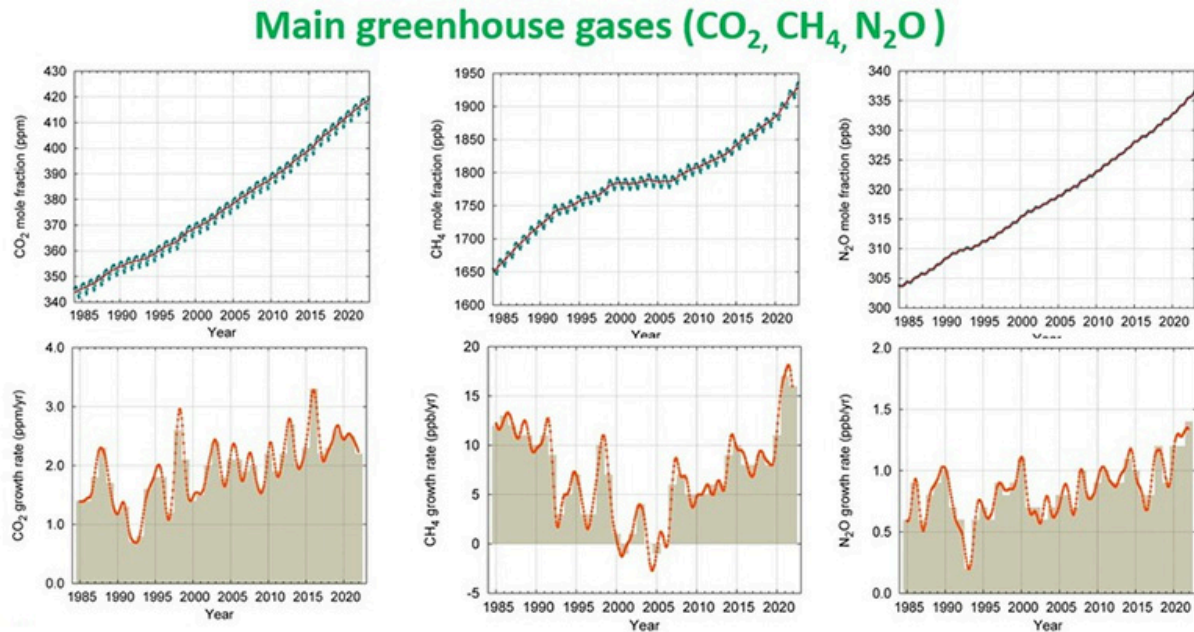 Main greenhouse gases (CO₂, CH₄, N₂O )
CO₂ mole fraction (ppm)
430
420
410
400
390
380
370
360
350
340
1985 1990 1995 2000 2005 2010 2015 2020
Year
CH₄ mole fraction (ppb)
1950
1900
1850
1800
1750
1700
1650
1600
1985 1990 1995 2000 2005 2010 2015 2020
Year
N₂O mole fraction (ppb)
340
335
330
325
320
315
310
305
300
1985 1990 1995 2000 2005 2010 2015 2020
Year
CO₂ growth rate (ppm/yr)
4.0
3.0
2.0
1.0
0.0
1985 1990 1995 2000 2005 2010 2015 2020
Year
CH₄ growth rate (ppb/yr)
20
15
10
5
0
-5
1985 1990 1995 2000 2005 2010 2015 2020
Year
N₂O growth rate (ppb/yr)
2.0
1.5
1.0
0.5
0.0
1985 1990 1995 2000 2005 2010 2015 2020
Year